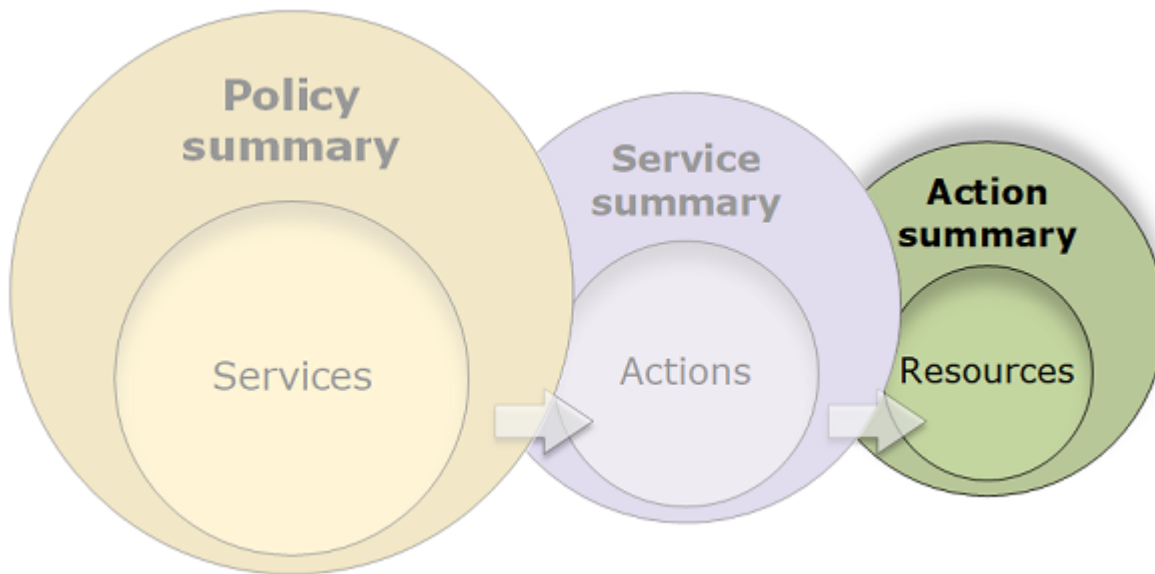 Policy
summary
Services
Service
summary
Actions
Action
summary
Resources